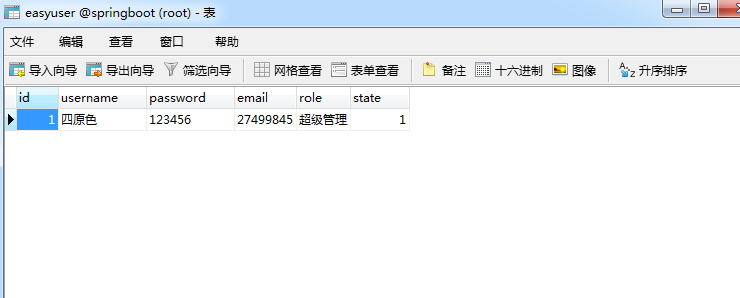 easyuser @springboot (root) - 表
文件 编辑 查看 窗口 帮助
导入向导 导出向导 筛选向导 网格查看 表单查看 备注 十六进制 图像 升序排序
id username password email role state
1 四原色 123456 27499845 超级管理 1